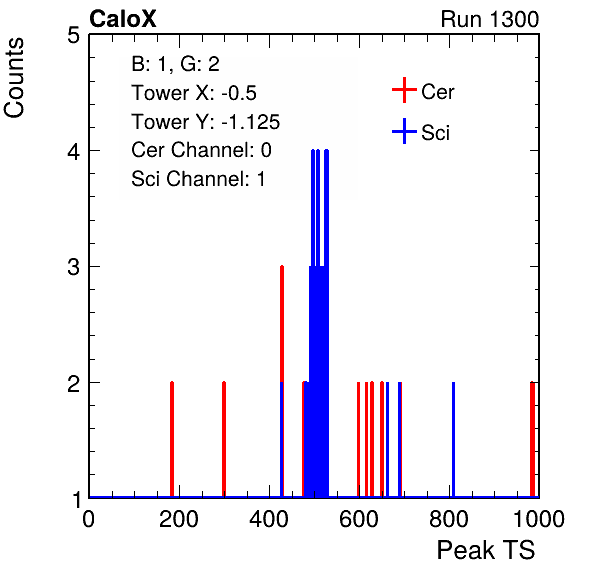 CaloX Run 1300
Counts
B: 1, G: 2
Tower X: -0.5
Tower Y: -1.125
Cer Channel: 0
Sci Channel: 1
Cer
Sci
5
4
3
2
1
0 200 400 600 800 1000
Peak TS